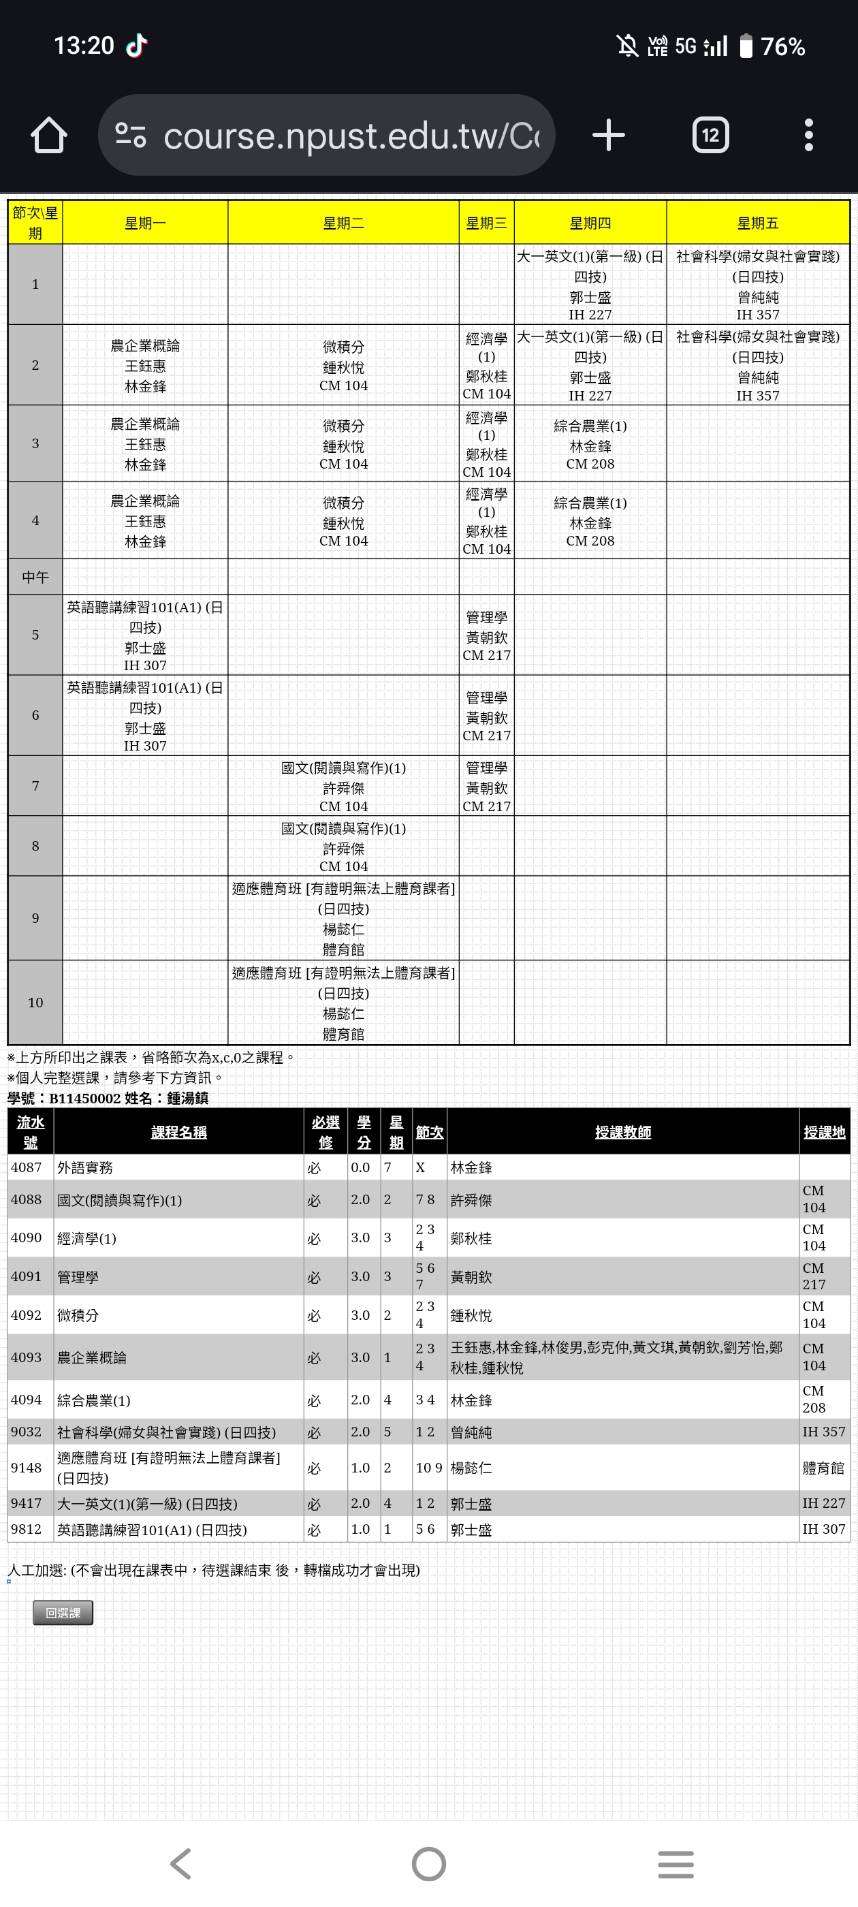 13:20
Vo) LTE 5G 76%
course.npust.edu.tw/Co
12
節次\星期 星期一 星期二 星期三 星期四 星期五
1
大一英文(1)(第一級) (日四技)
郭士盛
IH 227
社會科學(婦女與社會實踐)
(日四技)
曾純純
IH 357
2
農企業概論
王鈺惠
林金鋒
微積分
鍾秋悅
CM 104
經濟學
(1)
鄭秋桂
CM 104
大一英文(1)(第一級) (日四技)
郭士盛
IH 227
社會科學(婦女與社會實踐)
(日四技)
曾純純
IH 357
3
農企業概論
王鈺惠
林金鋒
微積分
鍾秋悅
CM 104
經濟學
(1)
鄭秋桂
CM 104
綜合農業(1)
林金鋒
CM 208
4
農企業概論
王鈺惠
林金鋒
微積分
鍾秋悅
CM 104
經濟學
(1)
鄭秋桂
CM 104
綜合農業(1)
林金鋒
CM 208
中午
5
英語聽講練習101(A1) (日四技)
郭士盛
IH 307
管理學
黃朝欽
CM 217
6
英語聽講練習101(A1) (日四技)
郭士盛
IH 307
管理學
黃朝欽
CM 217
7
國文(閱讀與寫作)(1)
許舜傑
CM 104
管理學
黃朝欽
CM 217
8
國文(閱讀與寫作)(1)
許舜傑
CM 104
9
適應體育班 [有證明無法上體育課者]
(日四技)
楊懿仁
體育館
10
適應體育班 [有證明無法上體育課者]
(日四技)
楊懿仁
體育館
※上方所印出之課表，省略節次為x,c,0之課程。
※個人完整選課，請參考下方資訊。
學號：B11450002 姓名：鍾湯鎮
流水號 課程名稱 必選修 學分 星期 節次 授課教師 授課地
4087 外語實務 必 0.0 7 X 林金鋒
4088 國文(閱讀與寫作)(1) 必 2.0 2 7 8 許舜傑 CM 104
4090 經濟學(1) 必 3.0 3 2 3 4 鄭秋桂 CM 104
4091 管理學 必 3.0 3 5 6 7 黃朝欽 CM 217
4092 微積分 必 3.0 2 2 3 4 鍾秋悅 CM 104
4093 農企業概論 必 3.0 1 2 3 4 王鈺惠,林金鋒,林俊男,彭克仲,黃文琪,黃朝欽,劉芳怡,鄭秋桂,鍾秋悅 CM 104
4094 綜合農業(1) 必 2.0 4 3 4 林金鋒 CM 208
9032 社會科學(婦女與社會實踐) (日四技) 必 2.0 5 1 2 曾純純 IH 357
9148 適應體育班 [有證明無法上體育課者] (日四技) 必 1.0 2 10 9 楊懿仁 體育館
9417 大一英文(1)(第一級) (日四技) 必 2.0 4 1 2 郭士盛 IH 227
9812 英語聽講練習101(A1) (日四技) 必 1.0 1 5 6 郭士盛 IH 307
人工加選: (不會出現在課表中，待選課結束 後，轉檔成功才會出現)
回選課